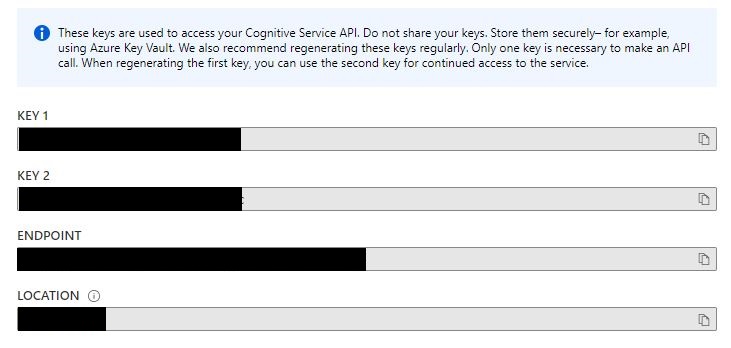 These keys are used to access your Cognitive Service API. Do not share your keys. Store them securely– for example,
using Azure Key Vault. We also recommend regenerating these keys regularly. Only one key is necessary to make an API
call. When regenerating the first key, you can use the second key for continued access to the service.
KEY 1
KEY 2
ENDPOINT
LOCATION